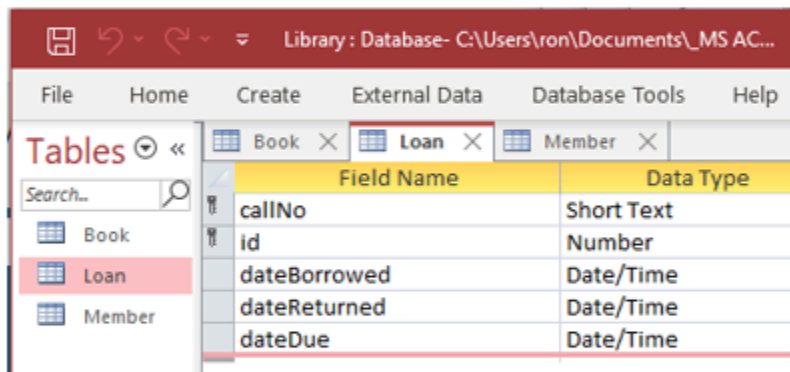 Library : Database- C:\Users\ron\Documents\_MS AC...
File Home Create External Data Database Tools Help
Tables
Search...
Book
Loan
Member
Book Loan Member
Field Name Data Type
callNo Short Text
id Number
dateBorrowed Date/Time
dateReturned Date/Time
dateDue Date/Time